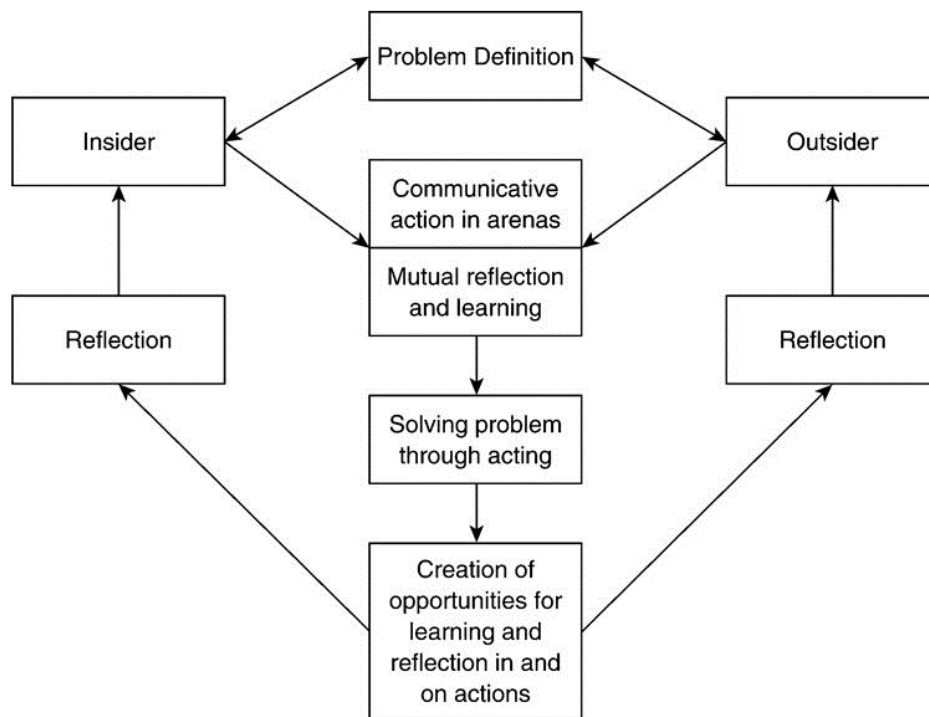 Problem Definition
Insider
Outsider
Communicative
action in arenas
Mutual reflection
and learning
Reflection
Reflection
Solving problem
through acting
Creation of
opportunities for
learning and
reflection in and
on actions